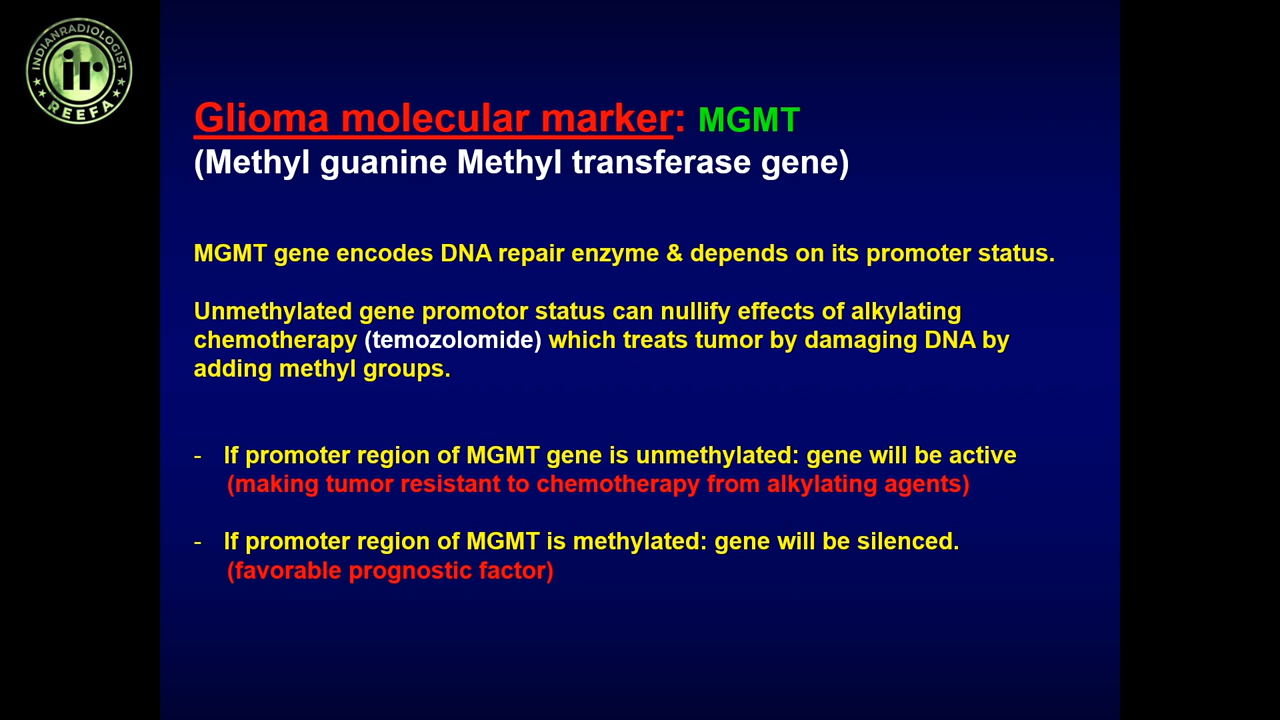 INDIANRADIOLOGIST
ir
REEFA
Glioma molecular marker: MGMT
(Methyl guanine Methyl transferase gene)
MGMT gene encodes DNA repair enzyme & depends on its promoter status.
Unmethylated gene promotor status can nullify effects of alkylating
chemotherapy (temozolomide) which treats tumor by damaging DNA by
adding methyl groups.
- If promoter region of MGMT gene is unmethylated: gene will be active
(making tumor resistant to chemotherapy from alkylating agents)
- If promoter region of MGMT is methylated: gene will be silenced.
(favorable prognostic factor)